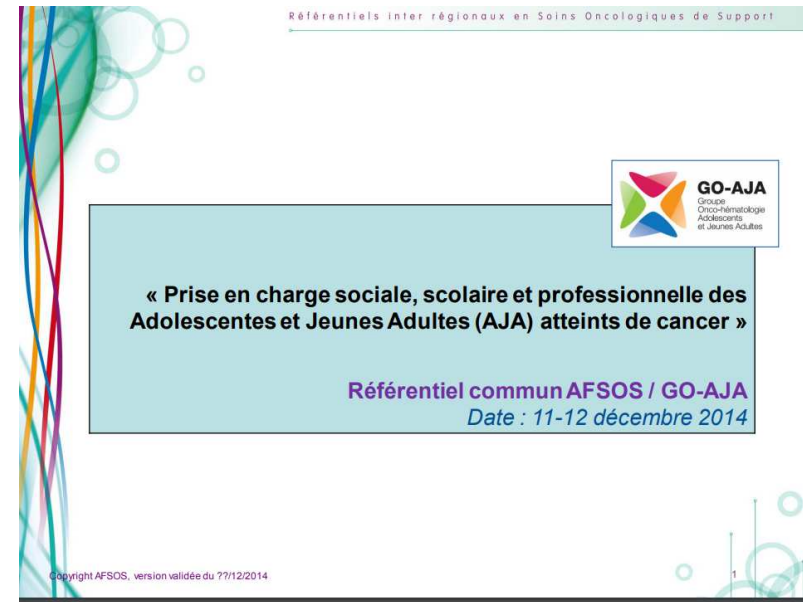 Référentiels inter régionaux en Soins Oncologiques de Support
GO-AJA
Groupe
Onco-hématologie
Adolescents
et Jeunes Adultes
« Prise en charge sociale, scolaire et professionnelle des
Adolescentes et Jeunes Adultes (AJA) atteints de cancer »
Référentiel commun AFSOS / GO-AJA
Date : 11-12 décembre 2014
Copyright AFSOS, version validée du ??/12/2014
1